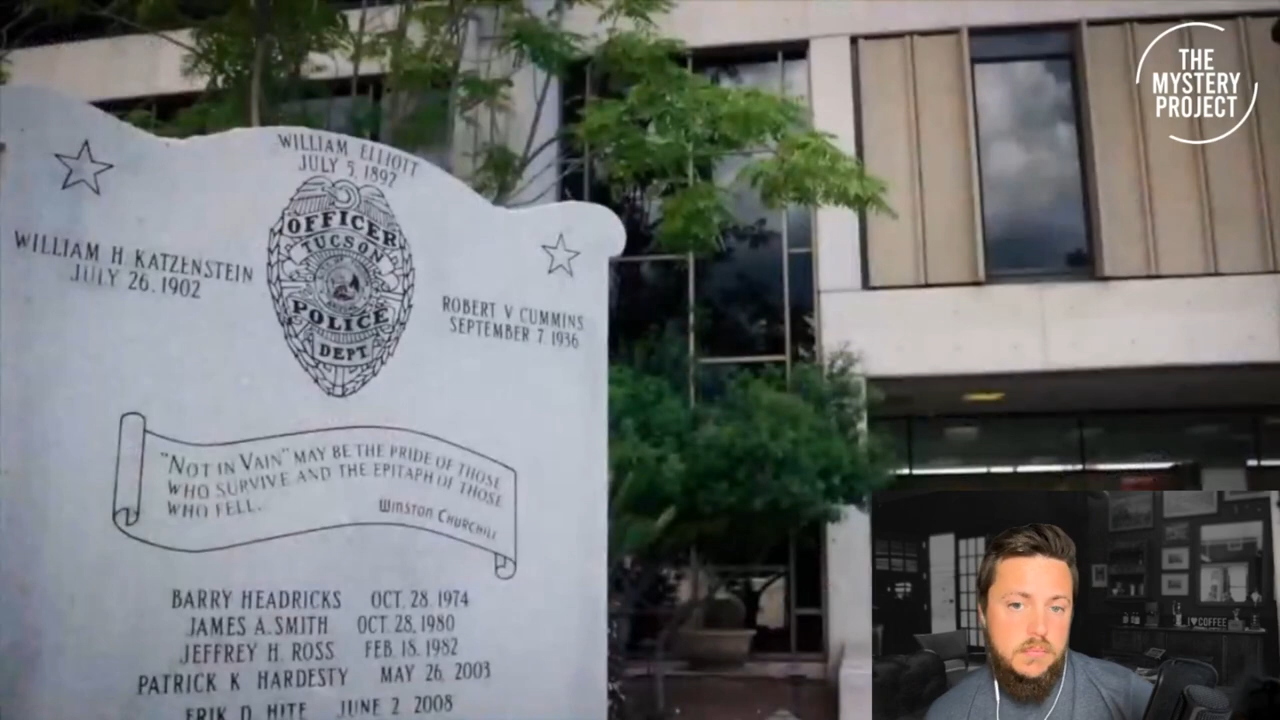 THE
MYSTERY
PROJECT
WILLIAM ELLIOTT
JULY 5, 1892
OFFICER
TUCSON
POLICE
DEPT.
WILLIAM H KATZENSTEIN
JULY 26, 1902
ROBERT V CUMMINS
SEPTEMBER 7, 1936
"NOT IN VAIN" MAY BE THE PRIDE OF THOSE
WHO SURVIVE AND THE EPITAPH OF THOSE
WHO FELL.
WINSTON CHURCHILL
BARRY HEADRICKS OCT. 28, 1974
JAMES A. SMITH OCT. 28, 1980
JEFFREY H. ROSS FEB. 18, 1982
PATRICK K HARDESTY MAY 26, 2003
ERIK D. HITE JUNE 2, 2008
I ♥ COFFEE